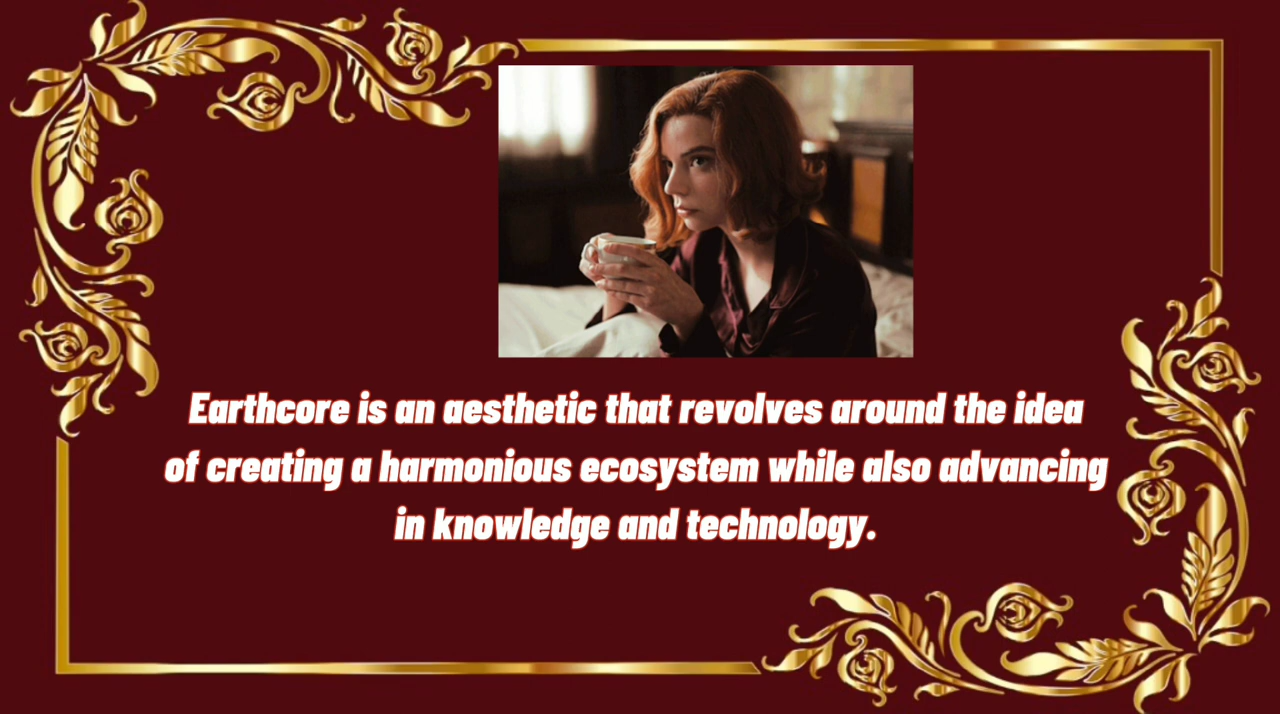 Earthcore is an aesthetic that revolves around the idea
of creating a harmonious ecosystem while also advancing
in knowledge and technology.